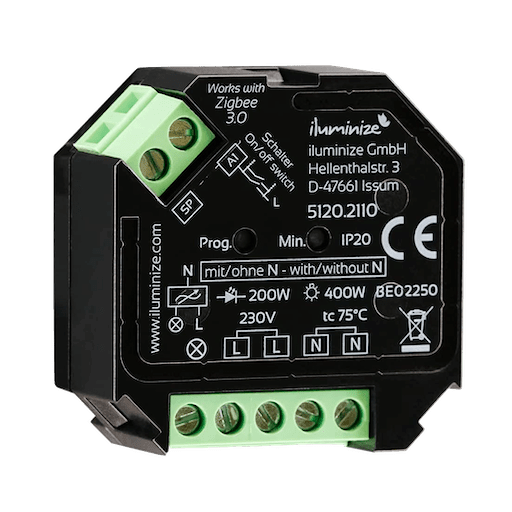 Works with
Zigbee
3.0
iluminize
iluminize GmbH
Hellenthalstr. 3
D-47661 Issum
5120.2110
Schalter
On/off switch
A1
SP
Prog.
Min.
IP20
CE
mit/ohne N - with/without N
N
200W
400W
BE02250
L
230V
tc 75°C
L
L
N
N
www.iluminize.com